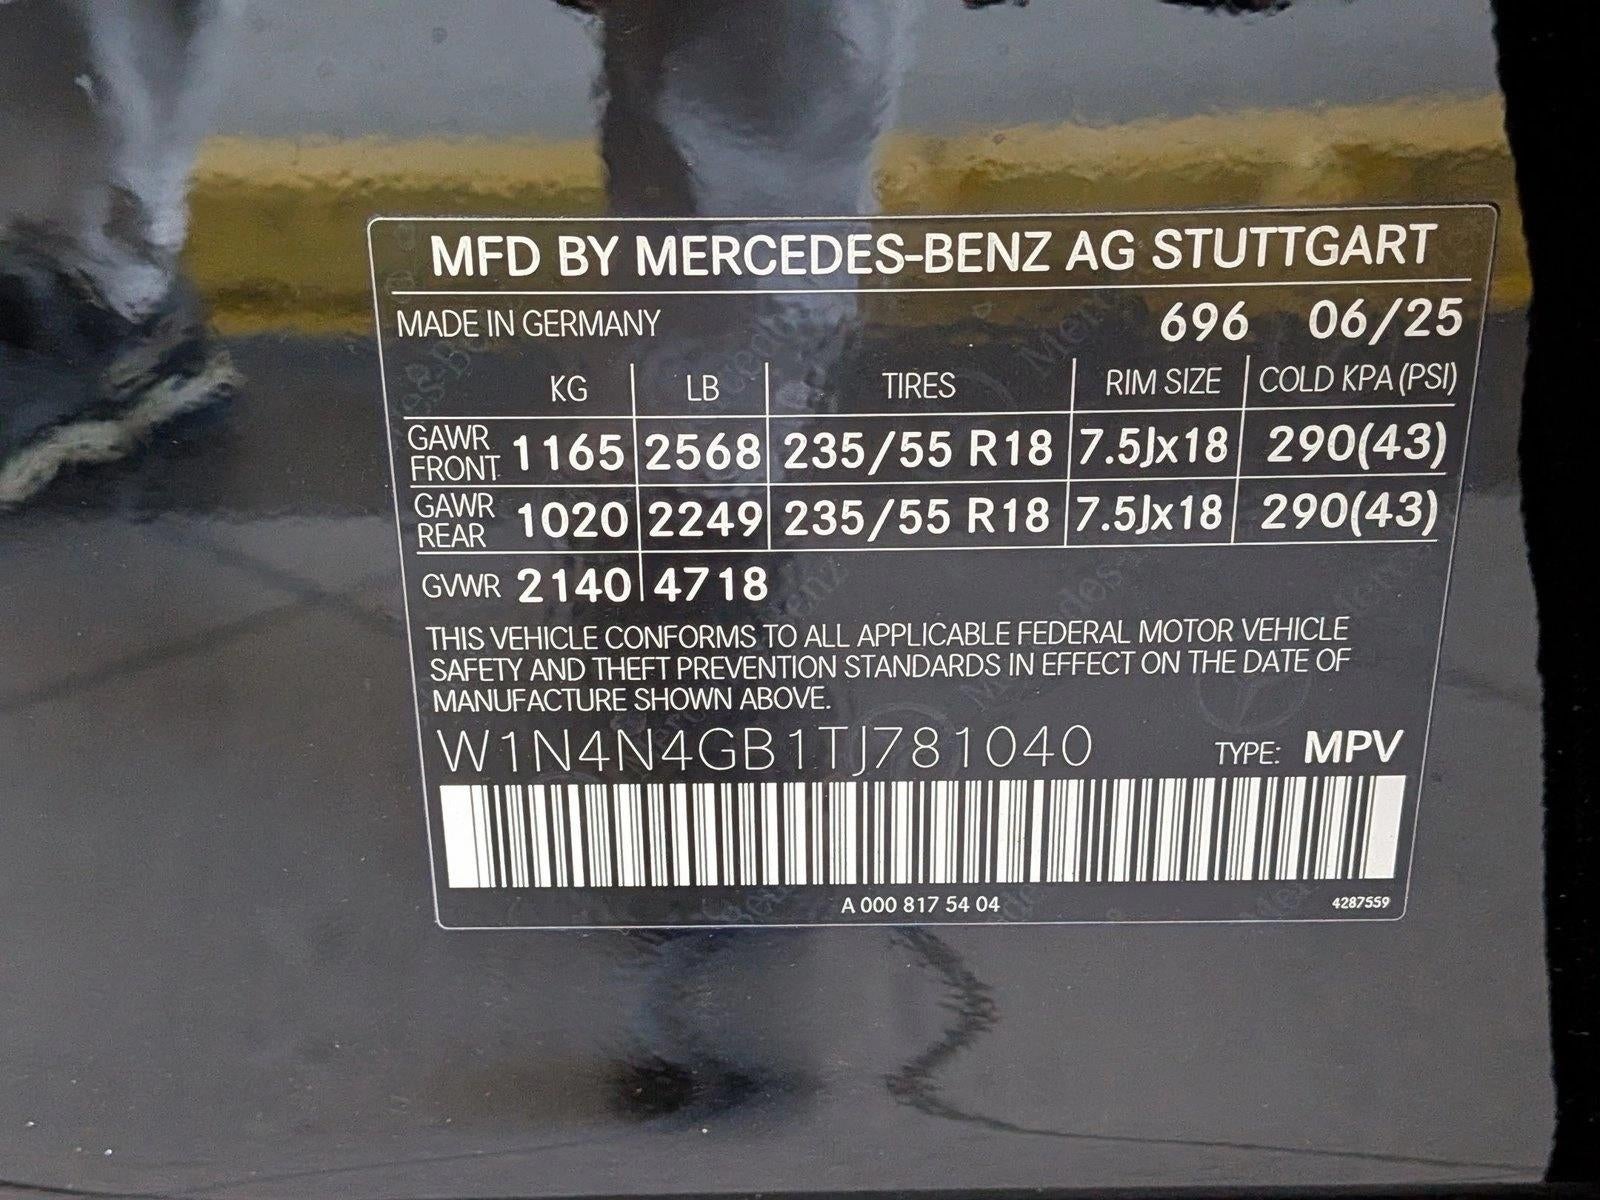 MFD BY MERCEDES-BENZ AG STUTTGART
MADE IN GERMANY 696 06/25
KG LB TIRES RIM SIZE COLD KPA (PSI)
GAWR FRONT 1165 2568 235/55 R18 7.5Jx18 290(43)
GAWR REAR 1020 2249 235/55 R18 7.5Jx18 290(43)
GVWR 2140 4718
THIS VEHICLE CONFORMS TO ALL APPLICABLE FEDERAL MOTOR VEHICLE
SAFETY AND THEFT PREVENTION STANDARDS IN EFFECT ON THE DATE OF
MANUFACTURE SHOWN ABOVE.
W1N4N4GB1TJ781040 TYPE: MPV
A 000 817 54 04 4287559